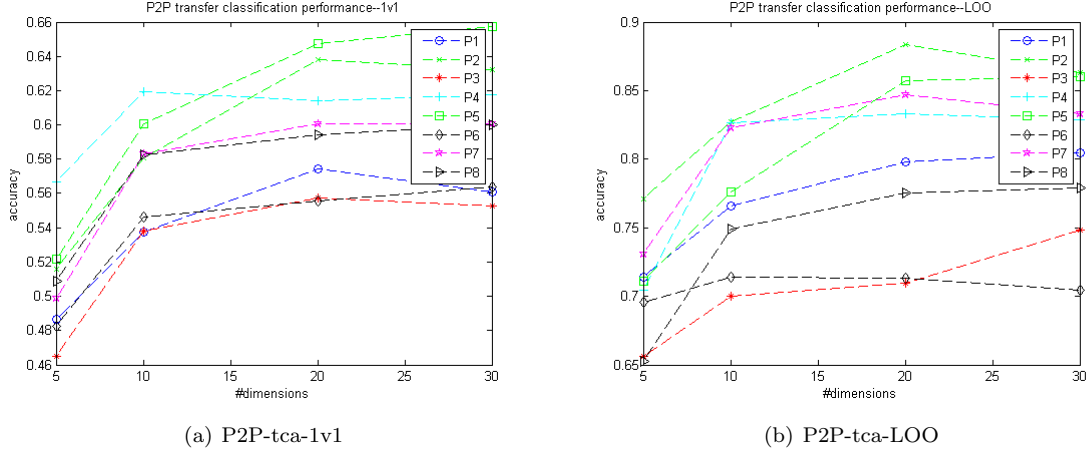 P2P transfer classification performance--1v1
0.66
0.64
0.62
0.6
0.58
0.56
0.54
0.52
0.5
0.48
0.46
accuracy
P1
P2
P3
P4
P5
P6
P7
P8
5
10
15
20
25
30
#dimensions
(a) P2P-tca-1v1
P2P transfer classification performance--LOO
0.9
0.85
0.8
0.75
0.7
0.65
accuracy
P1
P2
P3
P4
P5
P6
P7
P8
5
10
15
20
25
30
#dimensions
(b) P2P-tca-LOO